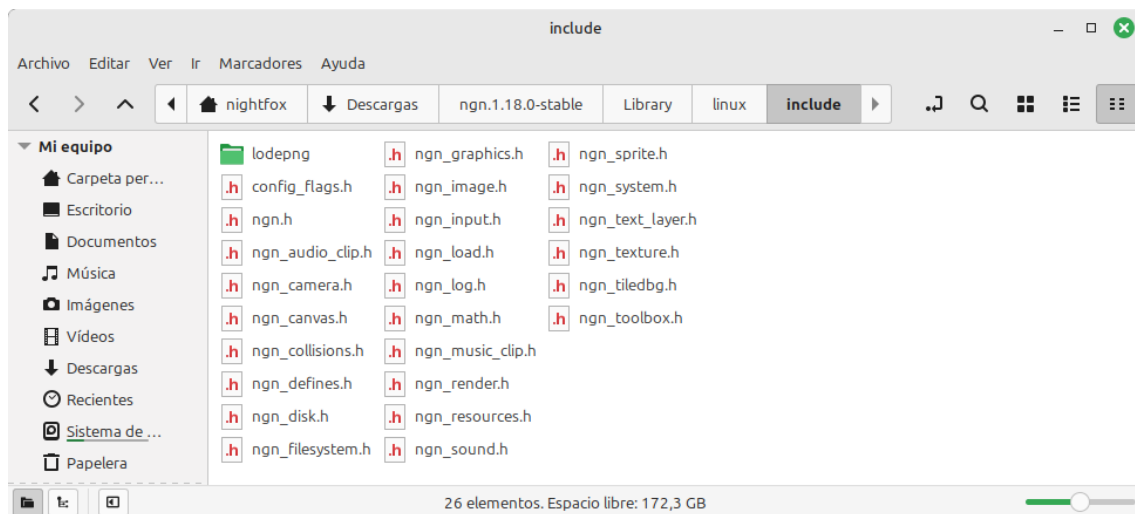 include
Archivo Editar Ver Ir Marcadores Ayuda
nightfox Descargas ngn.1.18.0-stable Library linux include
Mi equipo
Carpeta per...
Escritorio
Documentos
Música
Imágenes
Vídeos
Descargas
Recientes
Sistema de ...
Papelera
lodepng
.h config_flags.h
.h ngn.h
.h ngn_audio_clip.h
.h ngn_camera.h
.h ngn_canvas.h
.h ngn_collisions.h
.h ngn_defines.h
.h ngn_disk.h
.h ngn_filesystem.h
.h ngn_graphics.h
.h ngn_image.h
.h ngn_input.h
.h ngn_load.h
.h ngn_log.h
.h ngn_math.h
.h ngn_music_clip.h
.h ngn_render.h
.h ngn_resources.h
.h ngn_sound.h
.h ngn_sprite.h
.h ngn_system.h
.h ngn_text_layer.h
.h ngn_texture.h
.h ngn_tiledbg.h
.h ngn_toolbox.h
26 elementos. Espacio libre: 172,3 GB